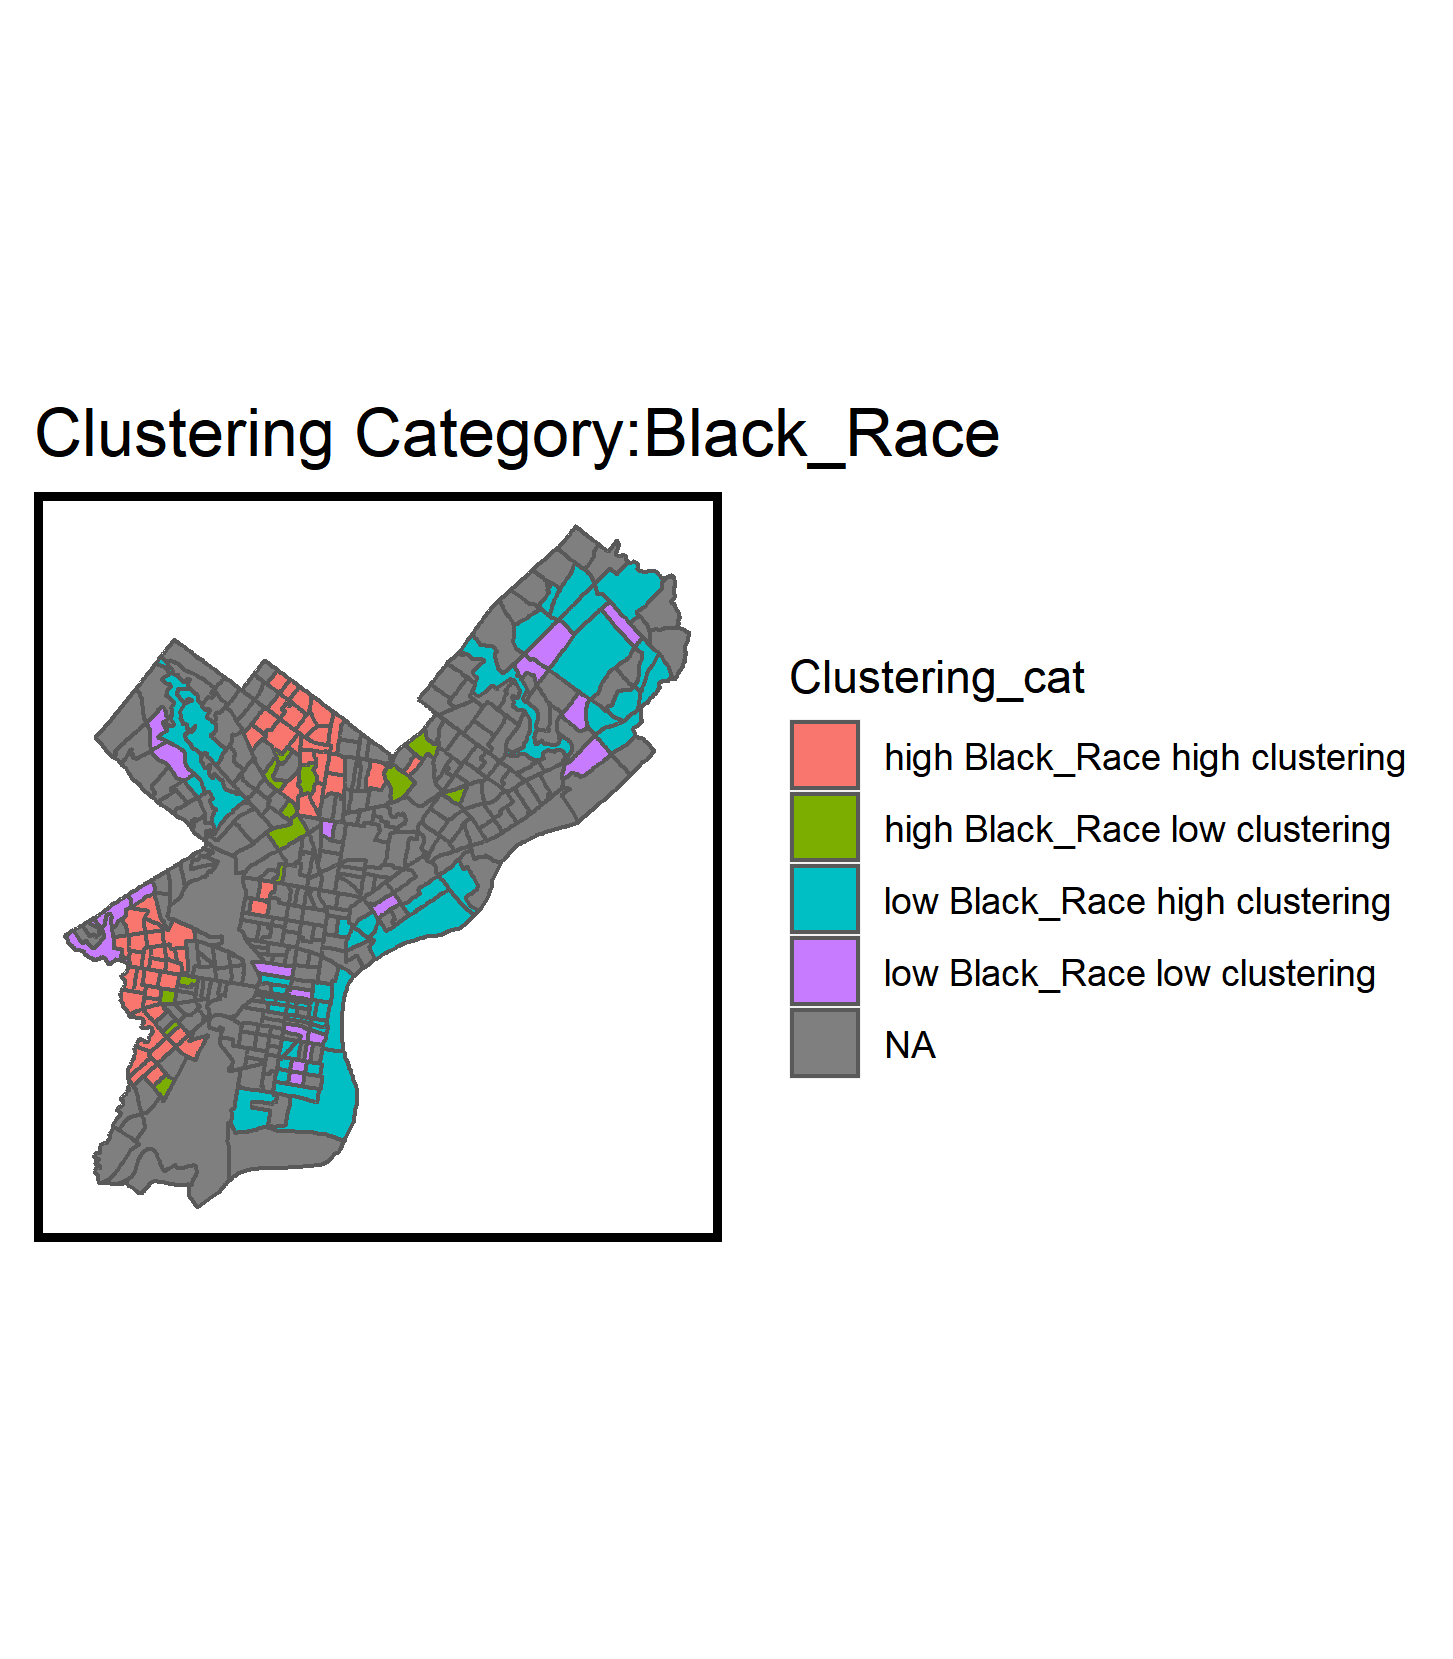 Clustering Category:Black_Race
Clustering_cat
high Black_Race high clustering
high Black_Race low clustering
low Black_Race high clustering
low Black_Race low clustering
NA